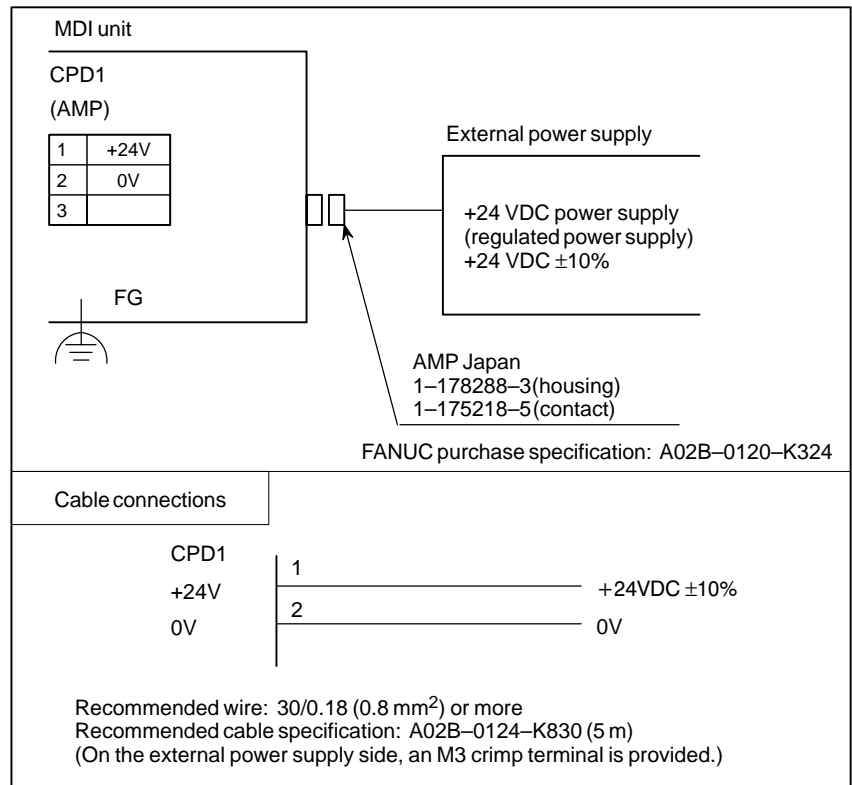 MDI unit
CPD1
(AMP)
1 +24V
2 0V
3
FG
External power supply
+24 VDC power supply
(regulated power supply)
+24 VDC ±10%
AMP Japan
1–178288–3(housing)
1–175218–5(contact)
FANUC purchase specification: A02B–0120–K324
Cable connections
CPD1
1
+24V
+24VDC ±10%
2
0V
0V
Recommended wire: 30/0.18 (0.8 mm²) or more
Recommended cable specification: A02B–0124–K830 (5 m)
(On the external power supply side, an M3 crimp terminal is provided.)